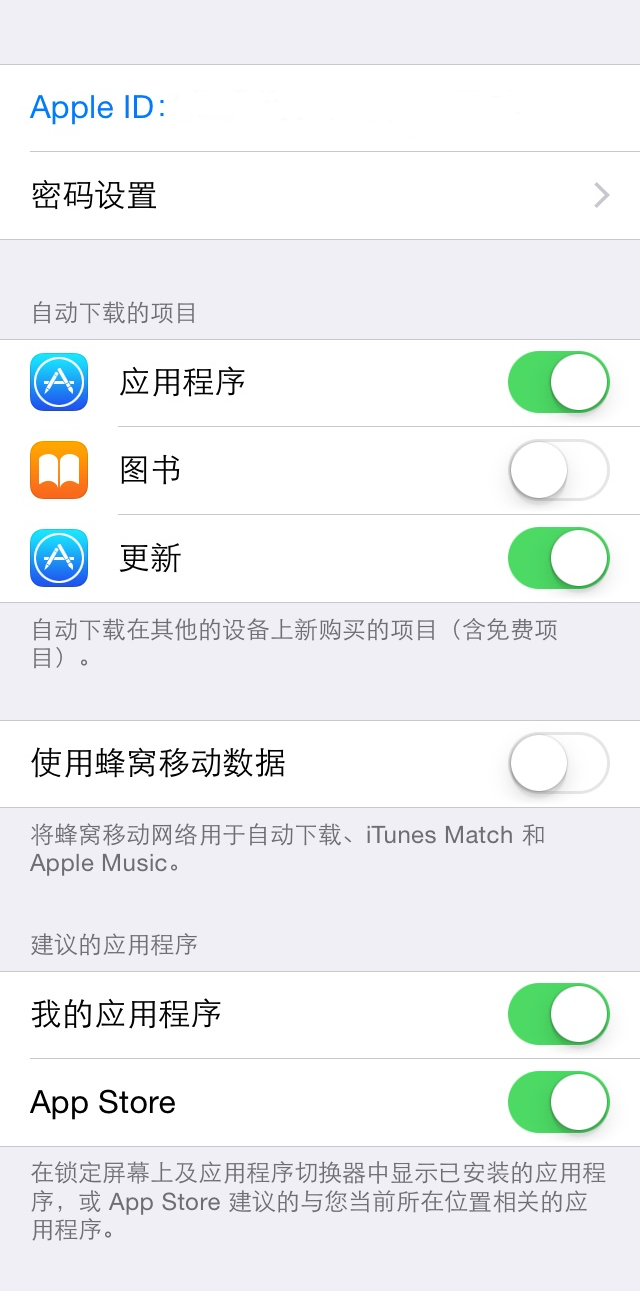 Apple ID：
密码设置
自动下载的项目
应用程序
图书
更新
自动下载在其他的设备上新购买的项目（含免费项
目）。
使用蜂窝移动数据
将蜂窝移动网络用于自动下载、iTunes Match 和
Apple Music。
建议的应用程序
我的应用程序
App Store
在锁定屏幕上及应用程序切换器中显示已安装的应用程
序，或 App Store 建议的与您当前所在位置相关的应
用程序。